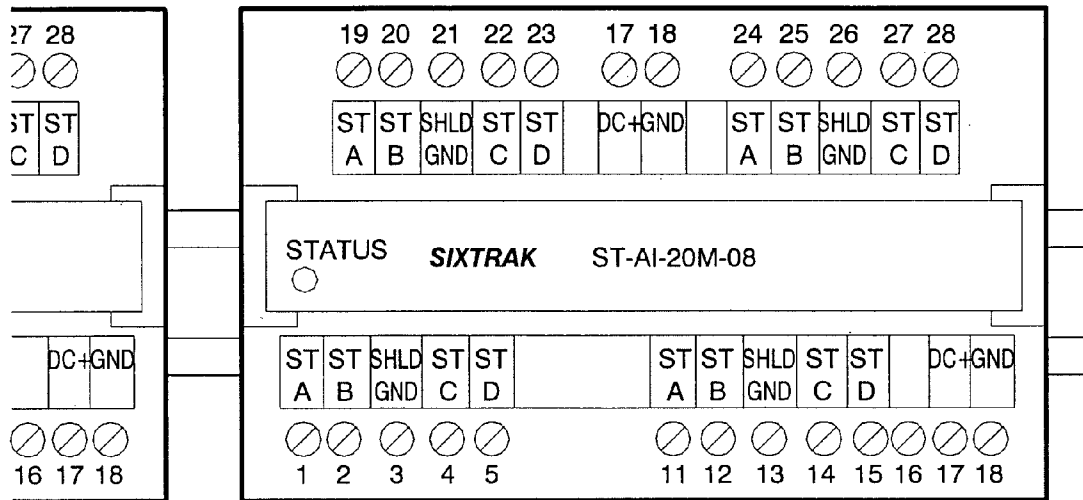 27 28 19 20 21 22 23 17 18 24 25 26 27 28
ST ST ST ST SHLD ST ST DC+ GND ST ST SHLD ST ST
C D A B GND C D A B GND C D
STATUS SIXTRAK ST-AI-20M-08
DC+ GND ST ST SHLD ST ST ST ST SHLD ST ST DC+ GND
A B GND C D A B GND C D
16 17 18 1 2 3 4 5 11 12 13 14 15 16 17 18